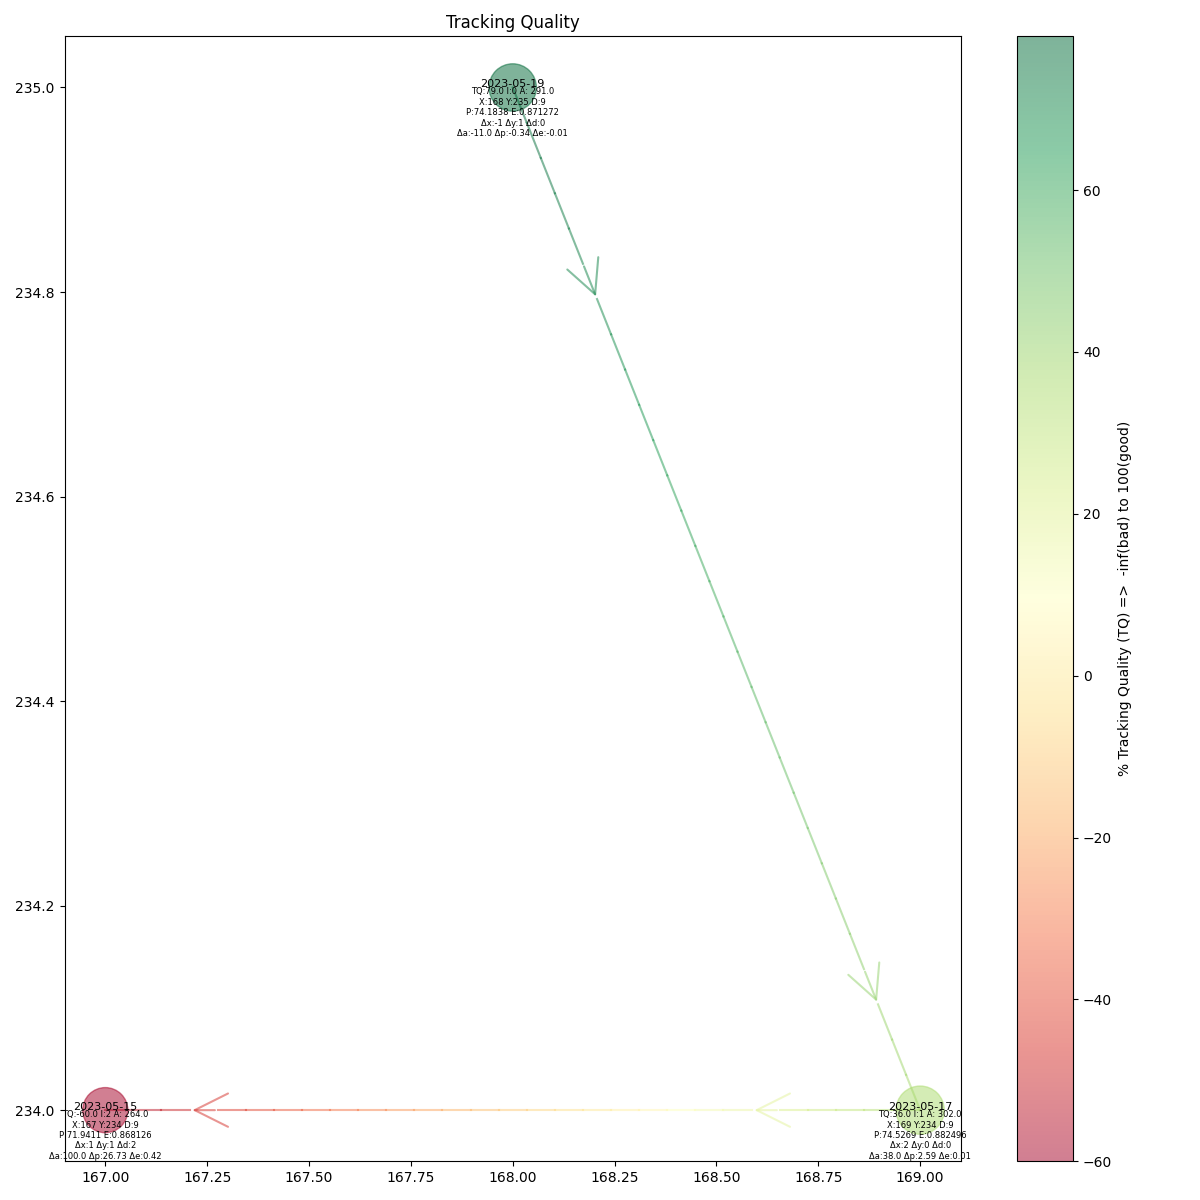 Tracking Quality
235.0
234.8
234.6
234.4
234.2
234.0
2023-05-19
TQ:79.0 I:0 A: 291.0
X:168 Y:235 D:9
P:74.1838 E:0.871272
Δx:-1 Δy:1 Δd:0
Δa:-11.0 Δp:-0.34 Δe:-0.01
2023-05-15
TQ:-60.0 I:2 A: 264.0
X:167 Y:234 D:9
P:71.9411 E:0.868126
Δx:1 Δy:1 Δd:2
Δa:100.0 Δp:26.73 Δe:0.42
2023-05-17
TQ:36.0 I:1 A: 302.0
X:169 Y:234 D:9
P:74.5269 E:0.882496
Δx:2 Δy:0 Δd:0
Δa:38.0 Δp:2.59 Δe:0.01
167.00 167.25 167.50 167.75 168.00 168.25 168.50 168.75 169.00
60
40
20
0
−20
−40
−60
% Tracking Quality (TQ) => -inf(bad) to 100(good)